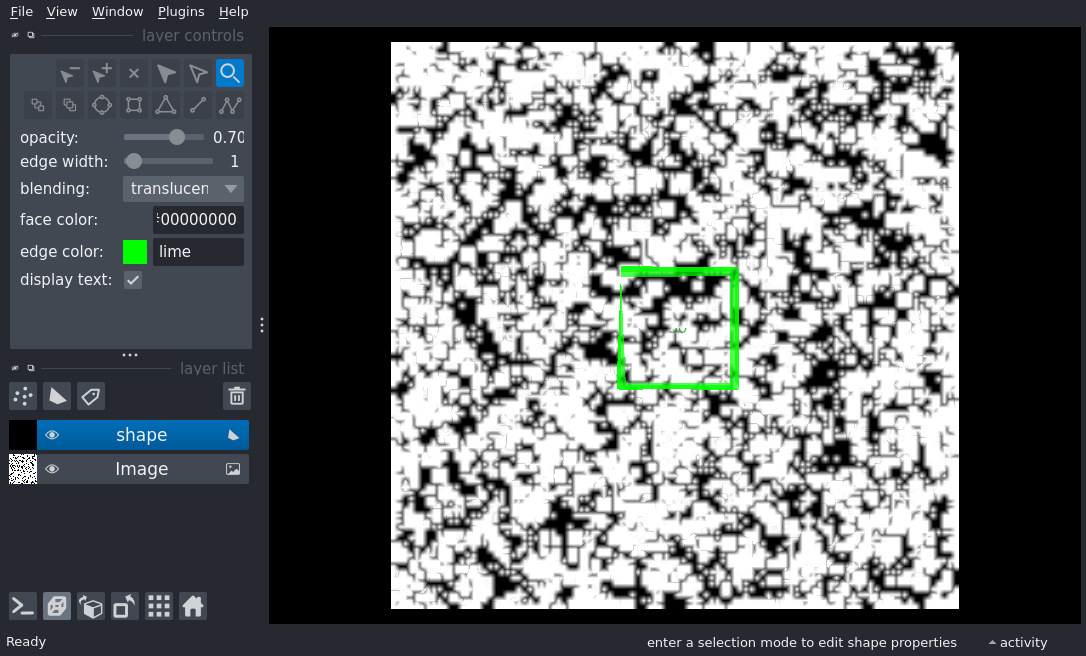 File View Window Plugins Help
layer controls
opacity: 0.70
edge width: 1
blending: translucen
face color: 00000000
edge color: lime
display text:
layer list
shape
Image
Ready
enter a selection mode to edit shape properties
activity